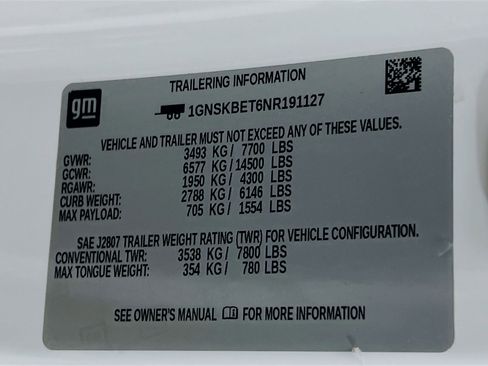 gm
TRAILERING INFORMATION
1GNSKBET6NR191127
VEHICLE AND TRAILER MUST NOT EXCEED ANY OF THESE VALUES.
GVWR: 3493 KG/ 7700 LBS
GCWR: 6577 KG/ 14500 LBS
RGAWR: 1950 KG/ 4300 LBS
CURB WEIGHT: 2788 KG/ 6146 LBS
MAX PAYLOAD: 705 KG/ 1554 LBS
SAE J2807 TRAILER WEIGHT RATING (TWR) FOR VEHICLE CONFIGURATION.
CONVENTIONAL TWR: 3538 KG/ 7800 LBS
MAX TONGUE WEIGHT: 354 KG/ 780 LBS
SEE OWNER'S MANUAL FOR MORE INFORMATION